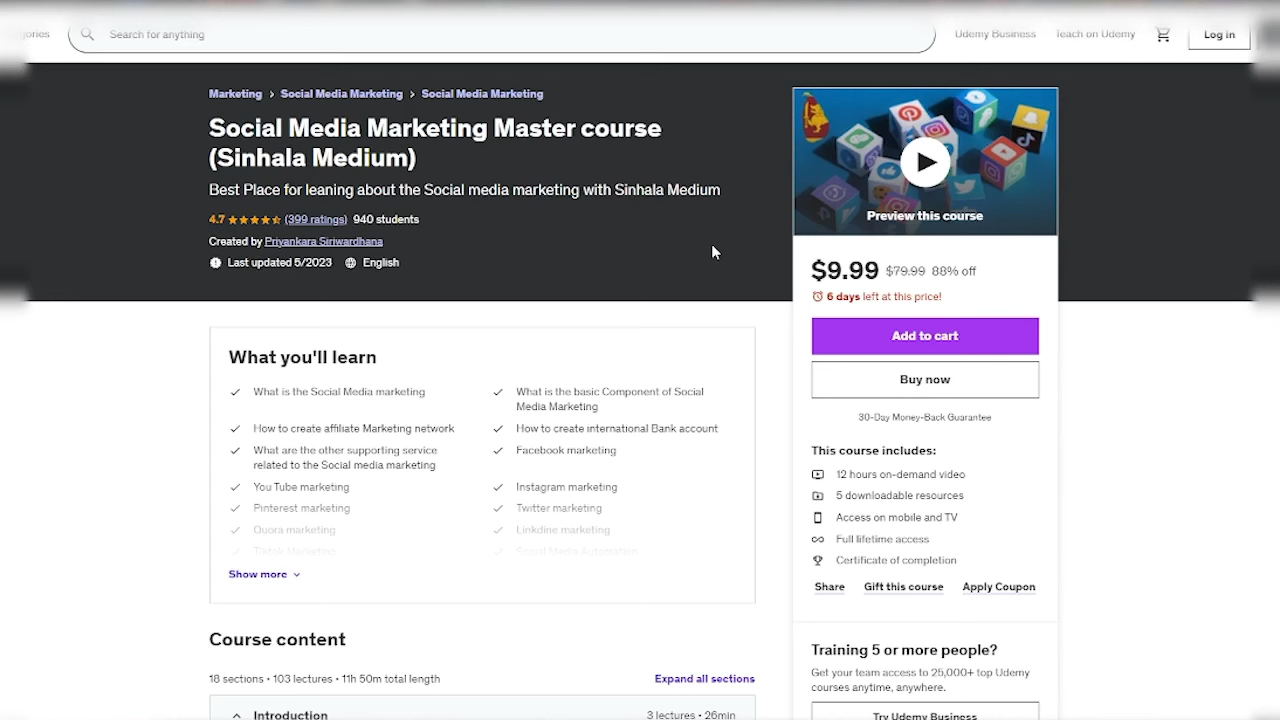 Search for anything
Udemy Business
Teach on Udemy
Log in
Marketing > Social Media Marketing > Social Media Marketing
Social Media Marketing Master course
(Sinhala Medium)
Best Place for leaning about the Social media marketing with Sinhala Medium
4.7 (399 ratings) 940 students
Created by Priyankara Siriwardhana
Last updated 5/2023 English
Preview this course
$9.99 $79.99 88% off
6 days left at this price!
Add to cart
Buy now
30-Day Money-Back Guarantee
This course includes:
12 hours on-demand video
5 downloadable resources
Access on mobile and TV
Full lifetime access
Certificate of completion
Share Gift this course Apply Coupon
Training 5 or more people?
Get your team access to 25,000+ top Udemy
courses anytime, anywhere.
Try Udemy Business
What you'll learn
What is the Social Media marketing
What is the basic Component of Social
Media Marketing
How to create affiliate Marketing network
How to create international Bank account
What are the other supporting service
related to the Social media marketing
Facebook marketing
You Tube marketing
Instagram marketing
Pinterest marketing
Twitter marketing
Quora marketing
Linkdine marketing
Tiktok Marketing
Social Media Automation
Show more
Course content
18 sections • 103 lectures • 11h 50m total length
Expand all sections
Introduction
3 lectures • 26min